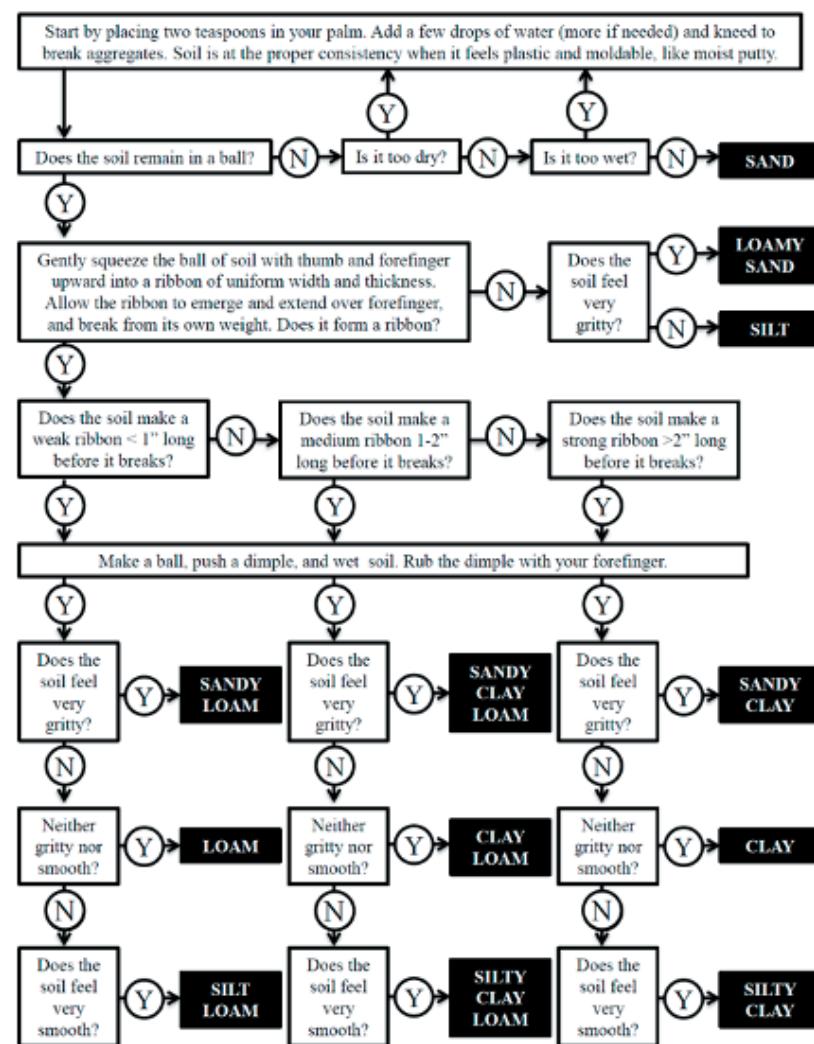 Start by placing two teaspoons in your palm. Add a few drops of water (more if needed) and kneed to
break aggregates. Soil is at the proper consistency when it feels plastic and moldable, like moist putty.
Y
Y
Does the soil remain in a ball?
N
Is it too dry?
N
Is it too wet?
N
SAND
Y
Gently squeeze the ball of soil with thumb and forefinger
upward into a ribbon of uniform width and thickness.
Allow the ribbon to emerge and extend over forefinger,
and break from its own weight. Does it form a ribbon?
N
Does the
soil feel
very
gritty?
Y
LOAMY
SAND
N
SILT
Y
Does the soil make a
weak ribbon < 1” long
before it breaks?
N
Does the soil make a
medium ribbon 1-2”
long before it breaks?
N
Does the soil make a
strong ribbon >2” long
before it breaks?
Y
Y
Y
Make a ball, push a dimple, and wet soil. Rub the dimple with your forefinger.
Y
Y
Y
Does the
soil feel
very
gritty?
Y
SANDY
LOAM
Does the
soil feel
very
gritty?
Y
SANDY
CLAY
LOAM
Does the
soil feel
very
gritty?
Y
SANDY
CLAY
N
N
N
Neither
gritty nor
smooth?
Y
LOAM
Neither
gritty nor
smooth?
Y
CLAY
LOAM
Neither
gritty nor
smooth?
Y
CLAY
N
N
N
Does the
soil feel
very
smooth?
Y
SILT
LOAM
Does the
soil feel
very
smooth?
Y
SILTY
CLAY
LOAM
Does the
soil feel
very
smooth?
Y
SILTY
CLAY